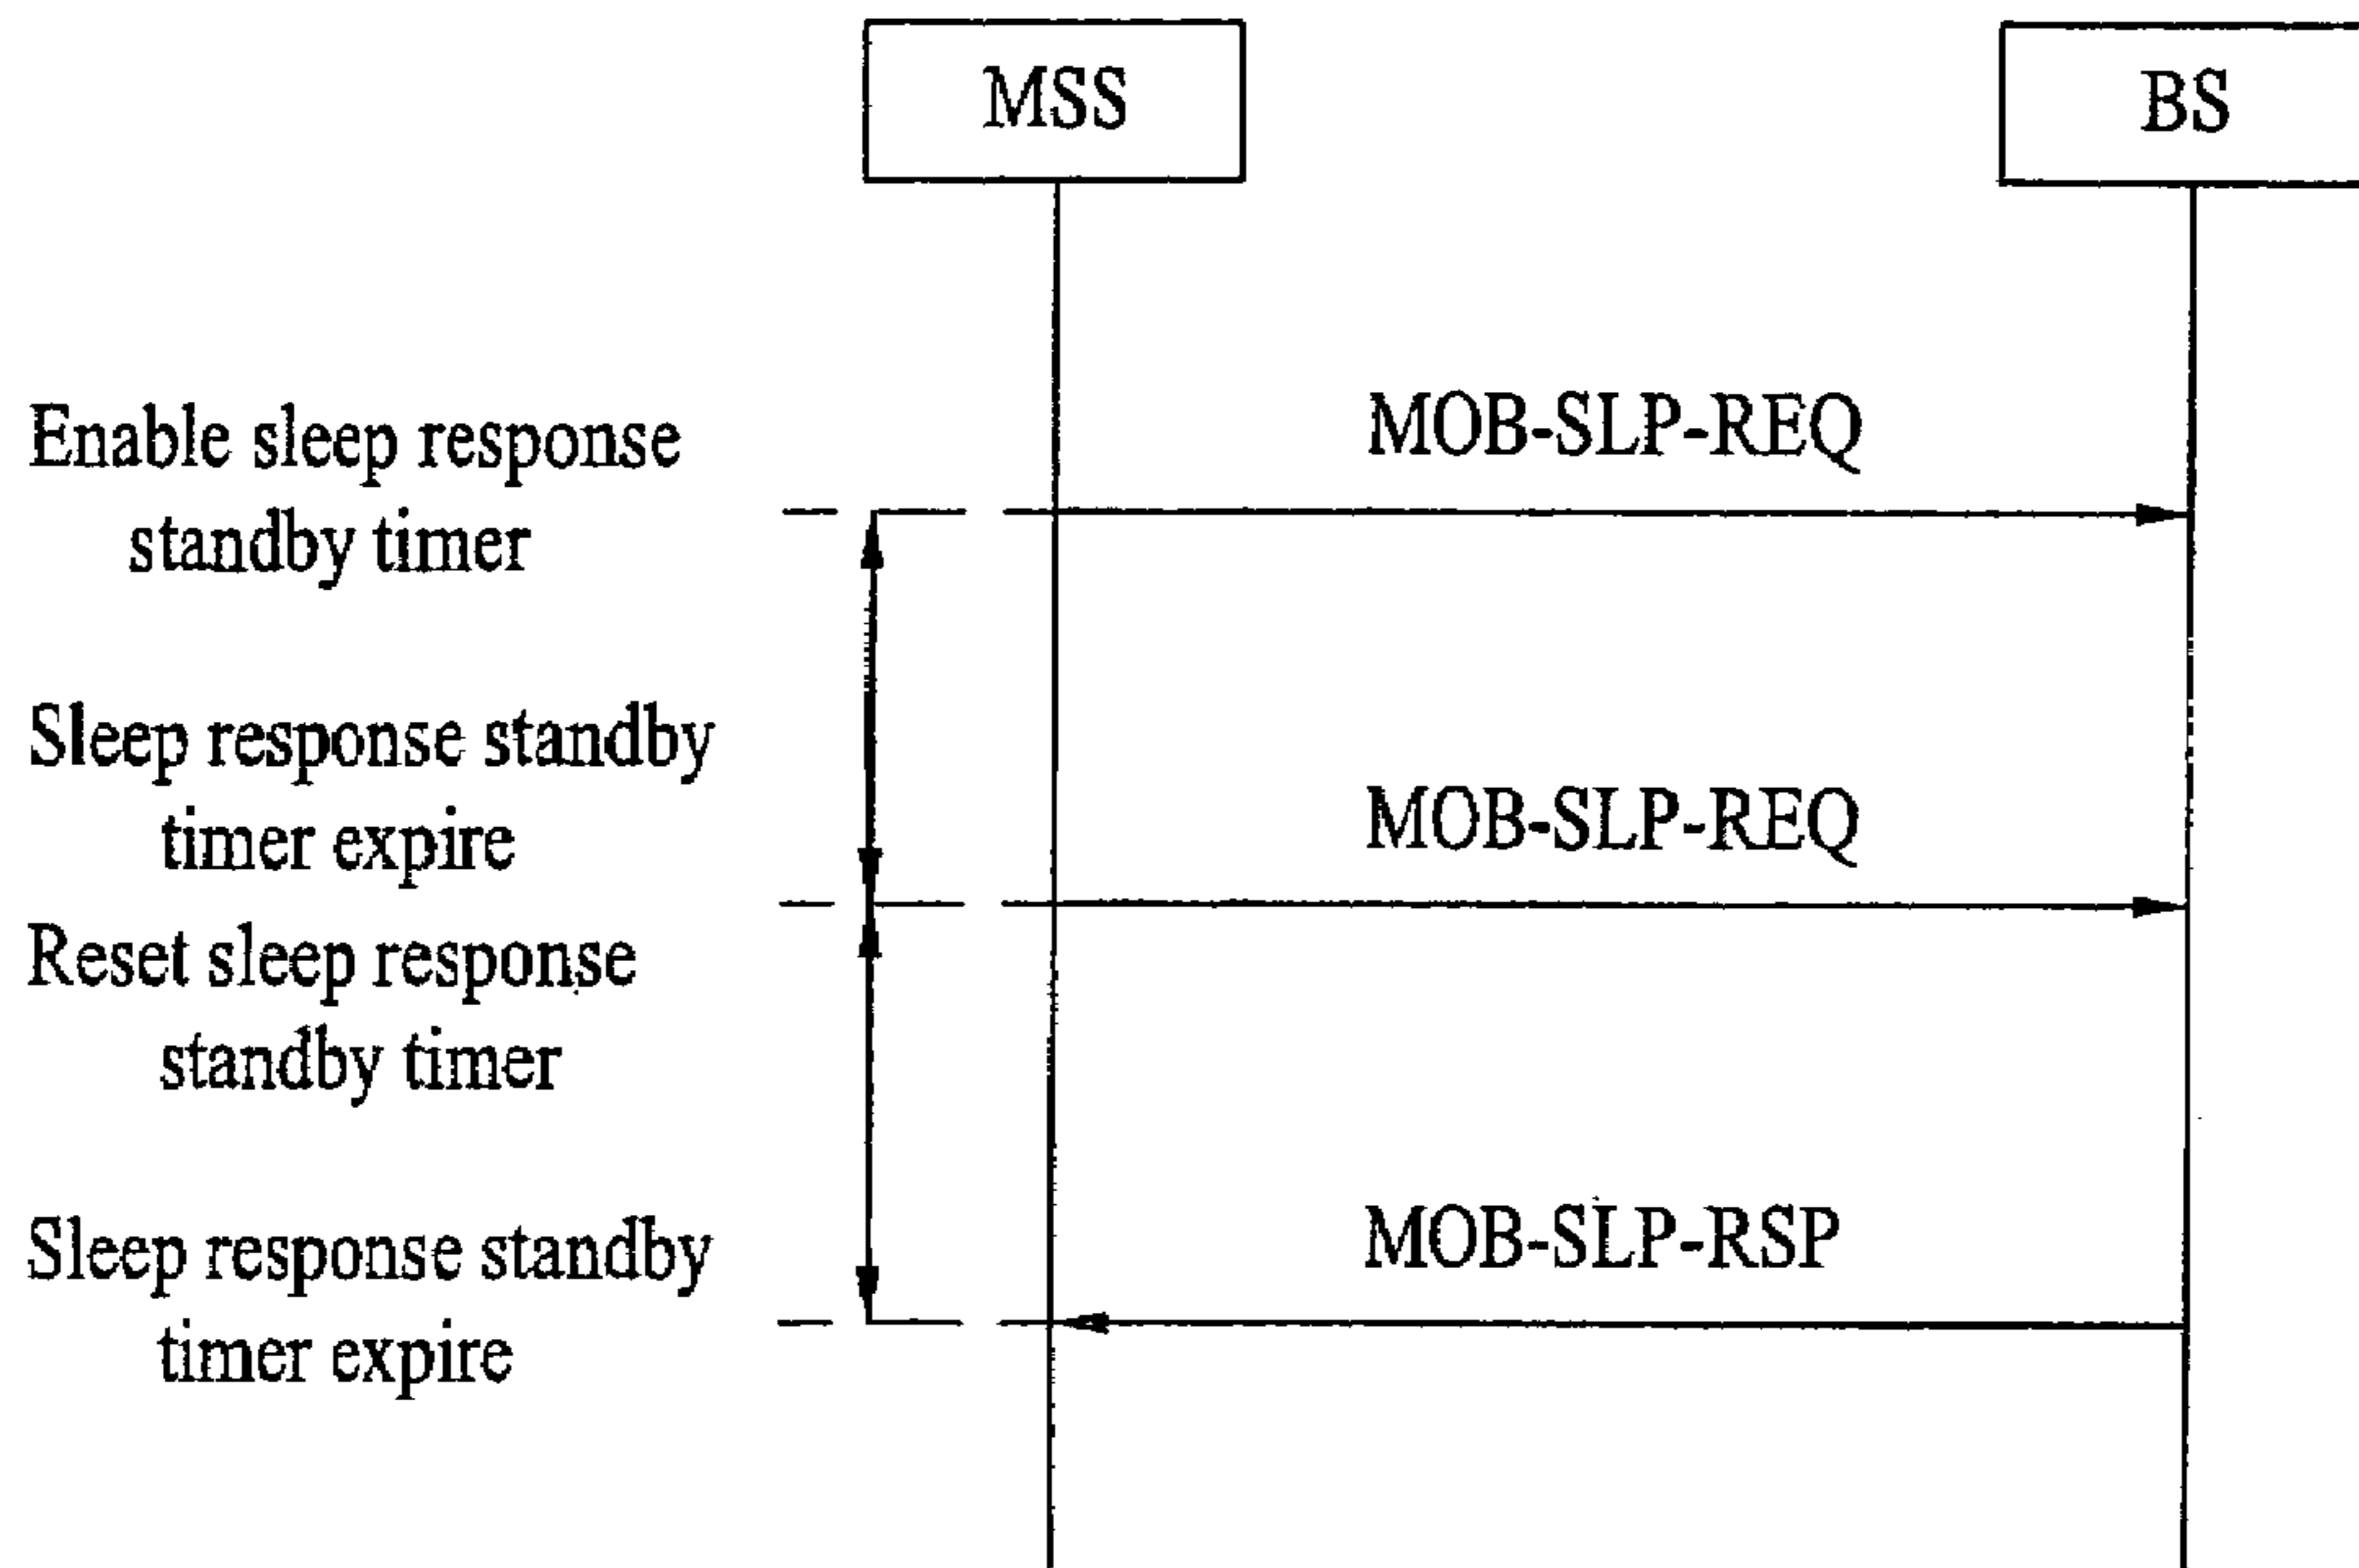 MSS
BS
Enable sleep response
standby timer
MOB-SLP-REQ
Sleep response standby
timer expire
MOB-SLP-REQ
Reset sleep response
standby timer
Sleep response standby
timer expire
MOB-SLP-RSP